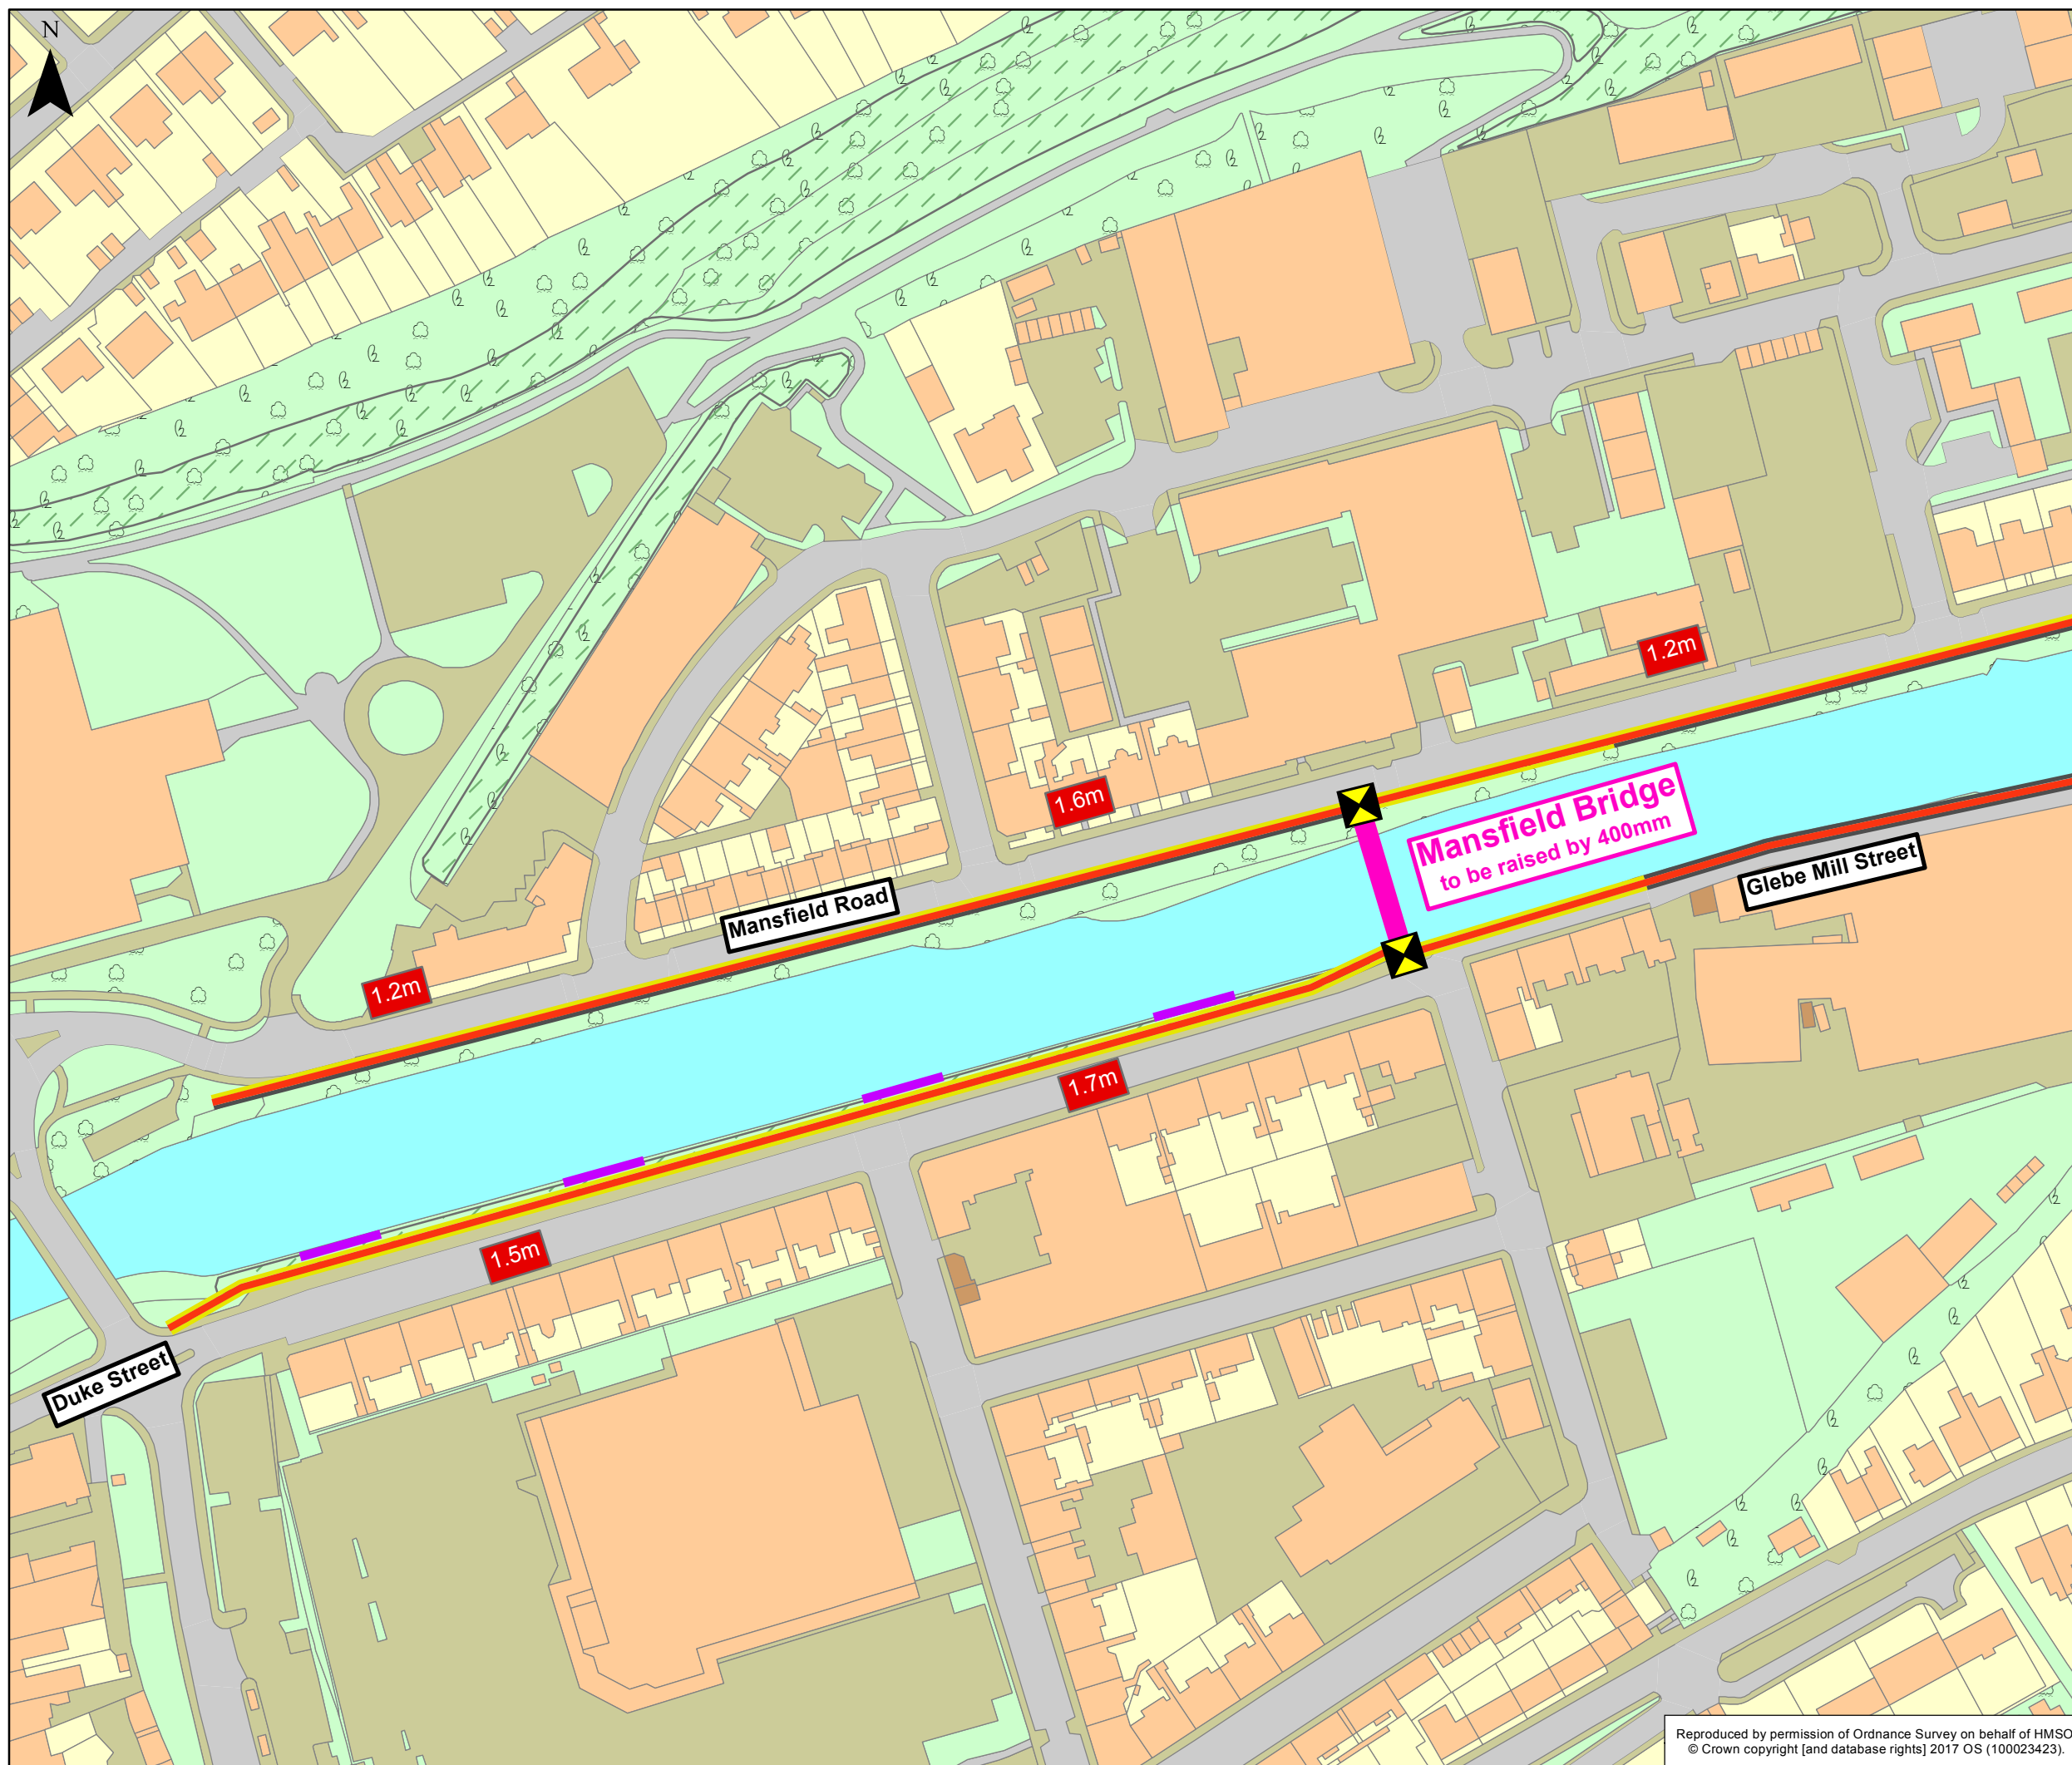 N
1.2m
1.6m
Mansfield Bridge
to be raised by 400mm
Glebe Mill Street
Mansfield Road
1.2m
1.7m
1.5m
Duke Street
Reproduced by permission of Ordnance Survey on behalf of HMSO
© Crown copyright [and database rights] 2017 OS (100023423).